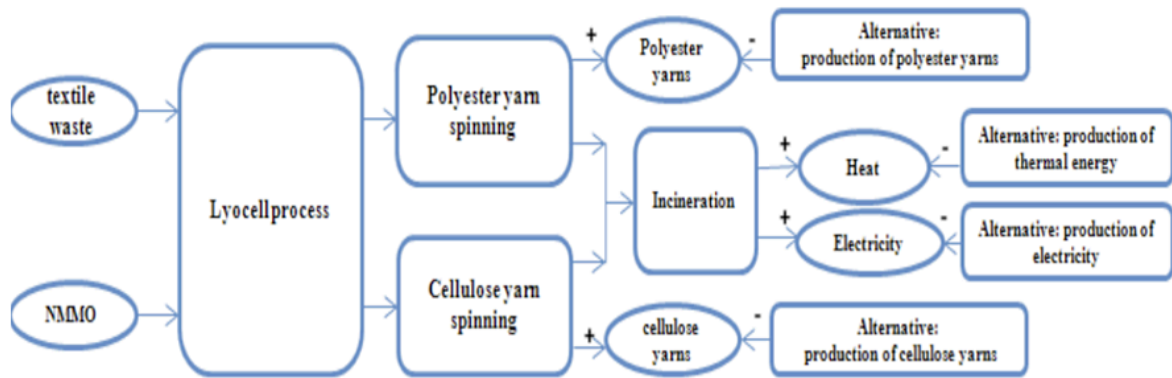 textile
waste
NMMO
Lyocell process
Polyester yarn
spinning
Cellulose yarn
spinning
Incineration
+
Polyester
yarns
-
Alternative:
production of polyester yarns
+
Heat
-
Alternative: production of
thermal energy
+
Electricity
-
Alternative: production of
electricity
+
cellulose
yarns
-
Alternative:
production of cellulose yarns